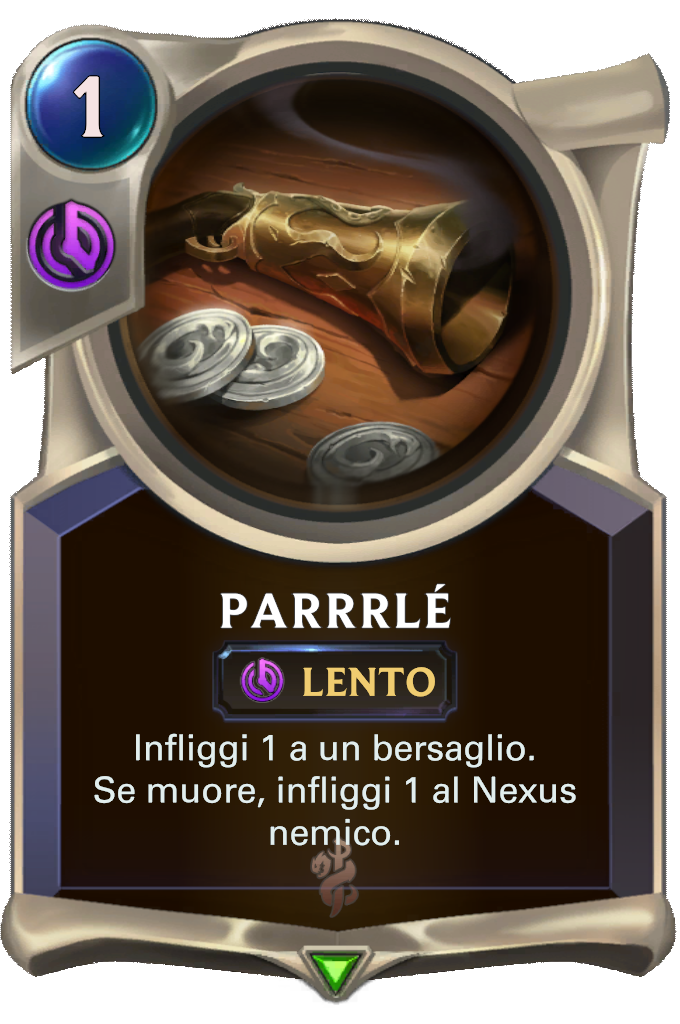 1
PARRRLÉ
LENTO
Infliggi 1 a un bersaglio.
Se muore, infliggi 1 al Nexus
nemico.